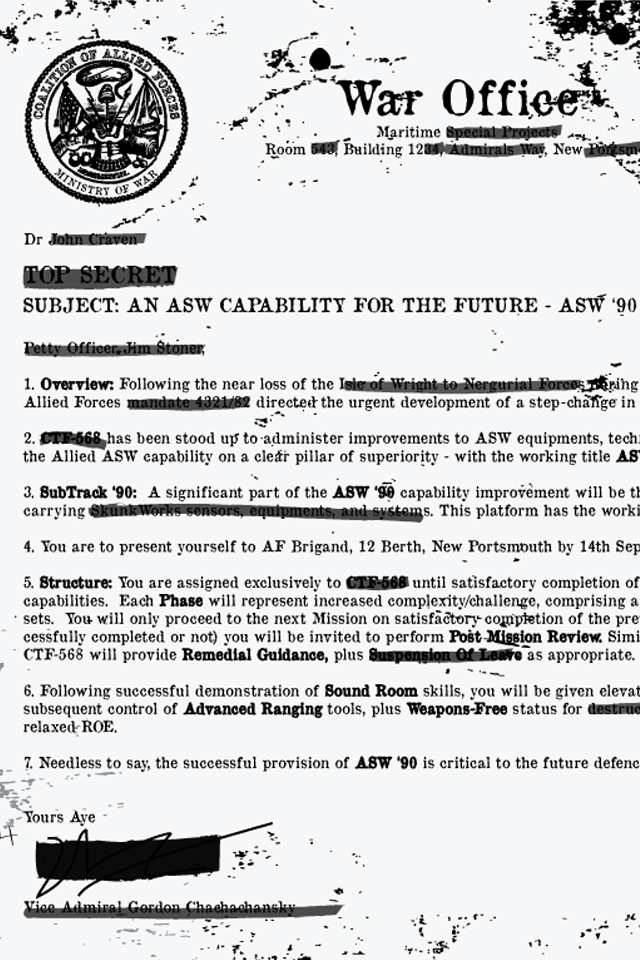 COALITION OF ALLIED FORCES
MINISTRY OF WAR
War Office
Maritime Special Projects
Room 543, Building 1234, Admirals Way, New Portsm
Dr John Craven
TOP SECRET
SUBJECT: AN ASW CAPABILITY FOR THE FUTURE - ASW '90
Petty Officer, Jim Stoner,
1. Overview: Following the near loss of the Isle of Wright to Nergurial Forces
Allied Forces mandate 4321/82 directed the urgent development of a step-change in
2. CTF-568 has been stood up to administer improvements to ASW equipments, tech
the Allied ASW capability on a clear pillar of superiority - with the working title AS
3. SubTrack '90: A significant part of the ASW '90 capability improvement will be th
carrying SkunkWorks sensors, equipments, and systems. This platform has the worki
4. You are to present yourself to AF Brigand, 12 Berth, New Portsmouth by 14th Sep
5. Structure: You are assigned exclusively to CTF-568 until satisfactory completion of
capabilities. Each Phase will represent increased complexity/challenge, comprising a
sets. You will only proceed to the next Mission on satisfactory completion of the pre
cessfully completed or not) you will be invited to perform Post Mission Review. Simi
CTF-568 will provide Remedial Guidance, plus Suspension Of Leave as appropriate.
6. Following successful demonstration of Sound Room skills, you will be given elevat
subsequent control of Advanced Ranging tools, plus Weapons-Free status for destruc
relaxed ROE.
7. Needless to say, the successful provision of ASW '90 is critical to the future defenc
Yours Aye
Vice Admiral Gordon Chachachansky